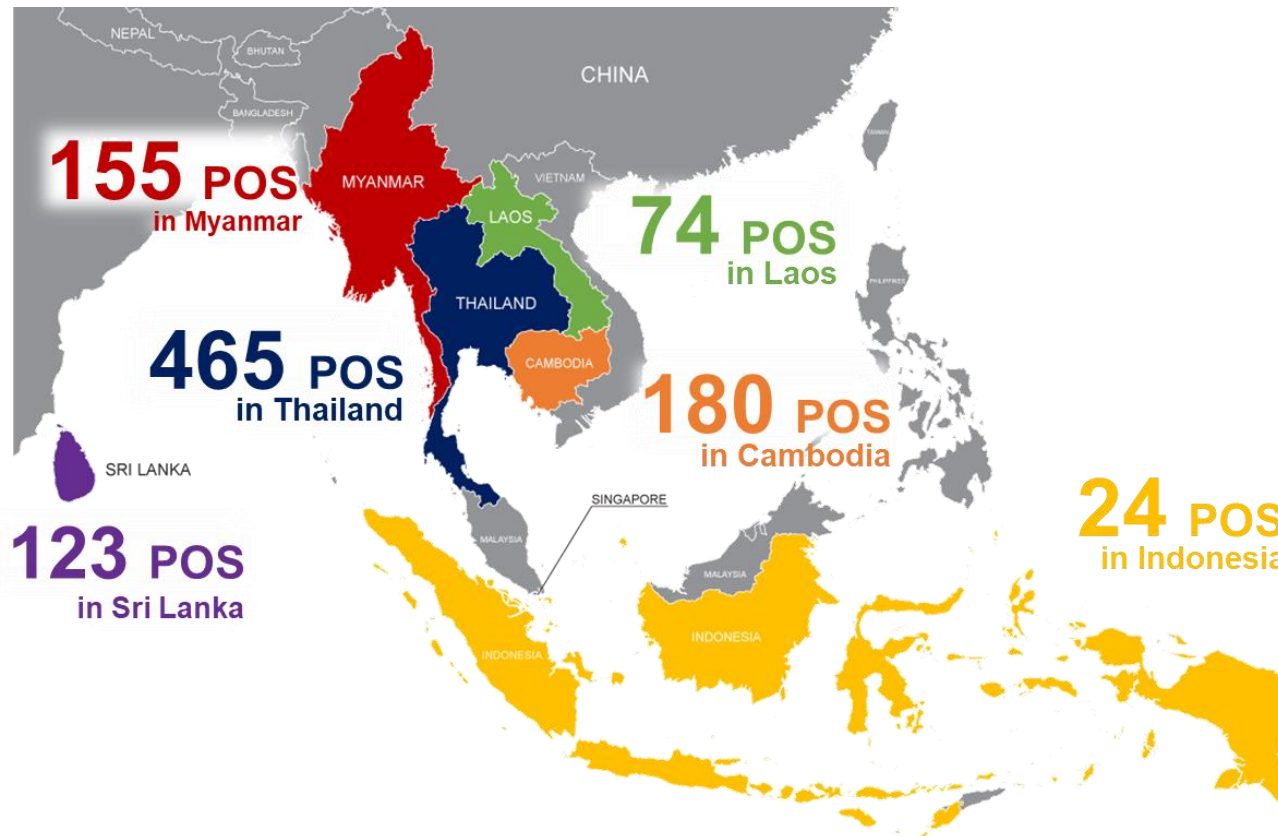 NEPAL
BHUTAN
CHINA
BANGLADESH
TAIWAN
155 POS
in Myanmar
MYANMAR
VIETNAM
LAOS
74 POS
in Laos
PHILIPPINES
THAILAND
465 POS
in Thailand
CAMBODIA
180 POS
in Cambodia
SRI LANKA
123 POS
in Sri Lanka
SINGAPORE
MALAYSIA
MALAYSIA
24 POS
in Indonesia
INDONESIA
INDONESIA